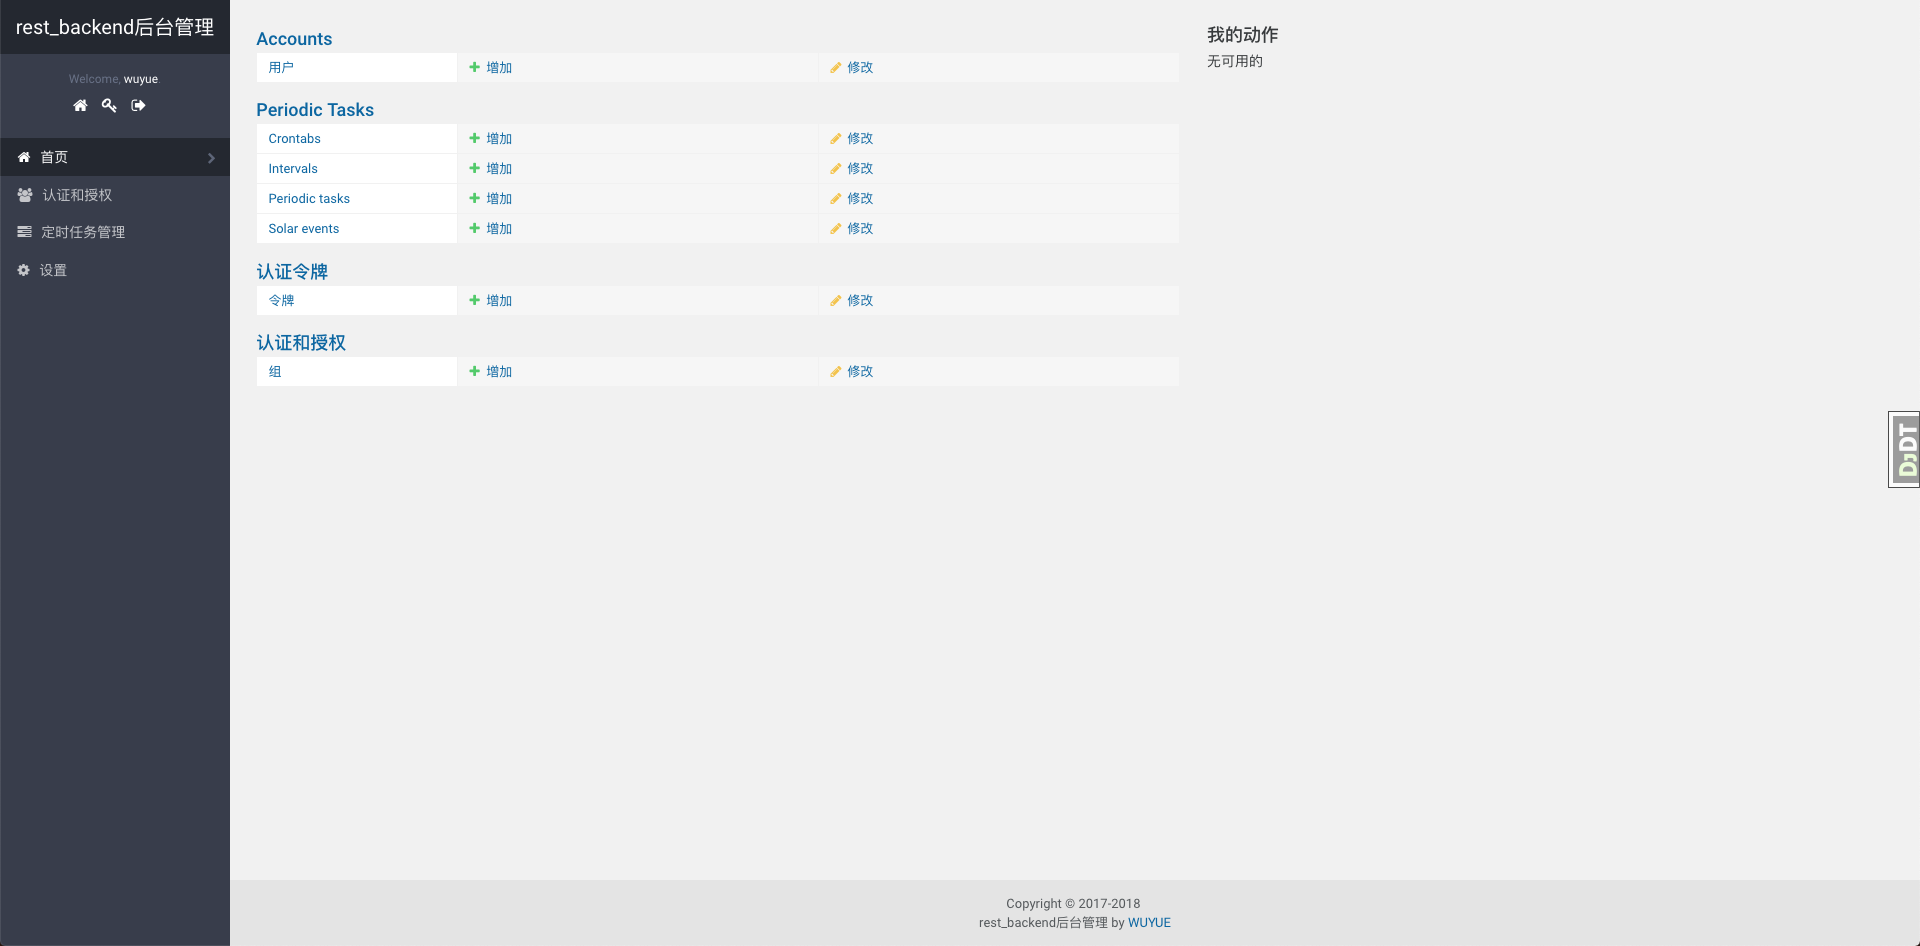 rest_backend后台管理
Welcome, wuyue.
首页
认证和授权
定时任务管理
设置
Accounts
用户 增加 修改
Periodic Tasks
Crontabs 增加 修改
Intervals 增加 修改
Periodic tasks 增加 修改
Solar events 增加 修改
认证令牌
令牌 增加 修改
认证和授权
组 增加 修改
我的动作
无可用的
DJDT
Copyright © 2017-2018
rest_backend后台管理 by WUYUE